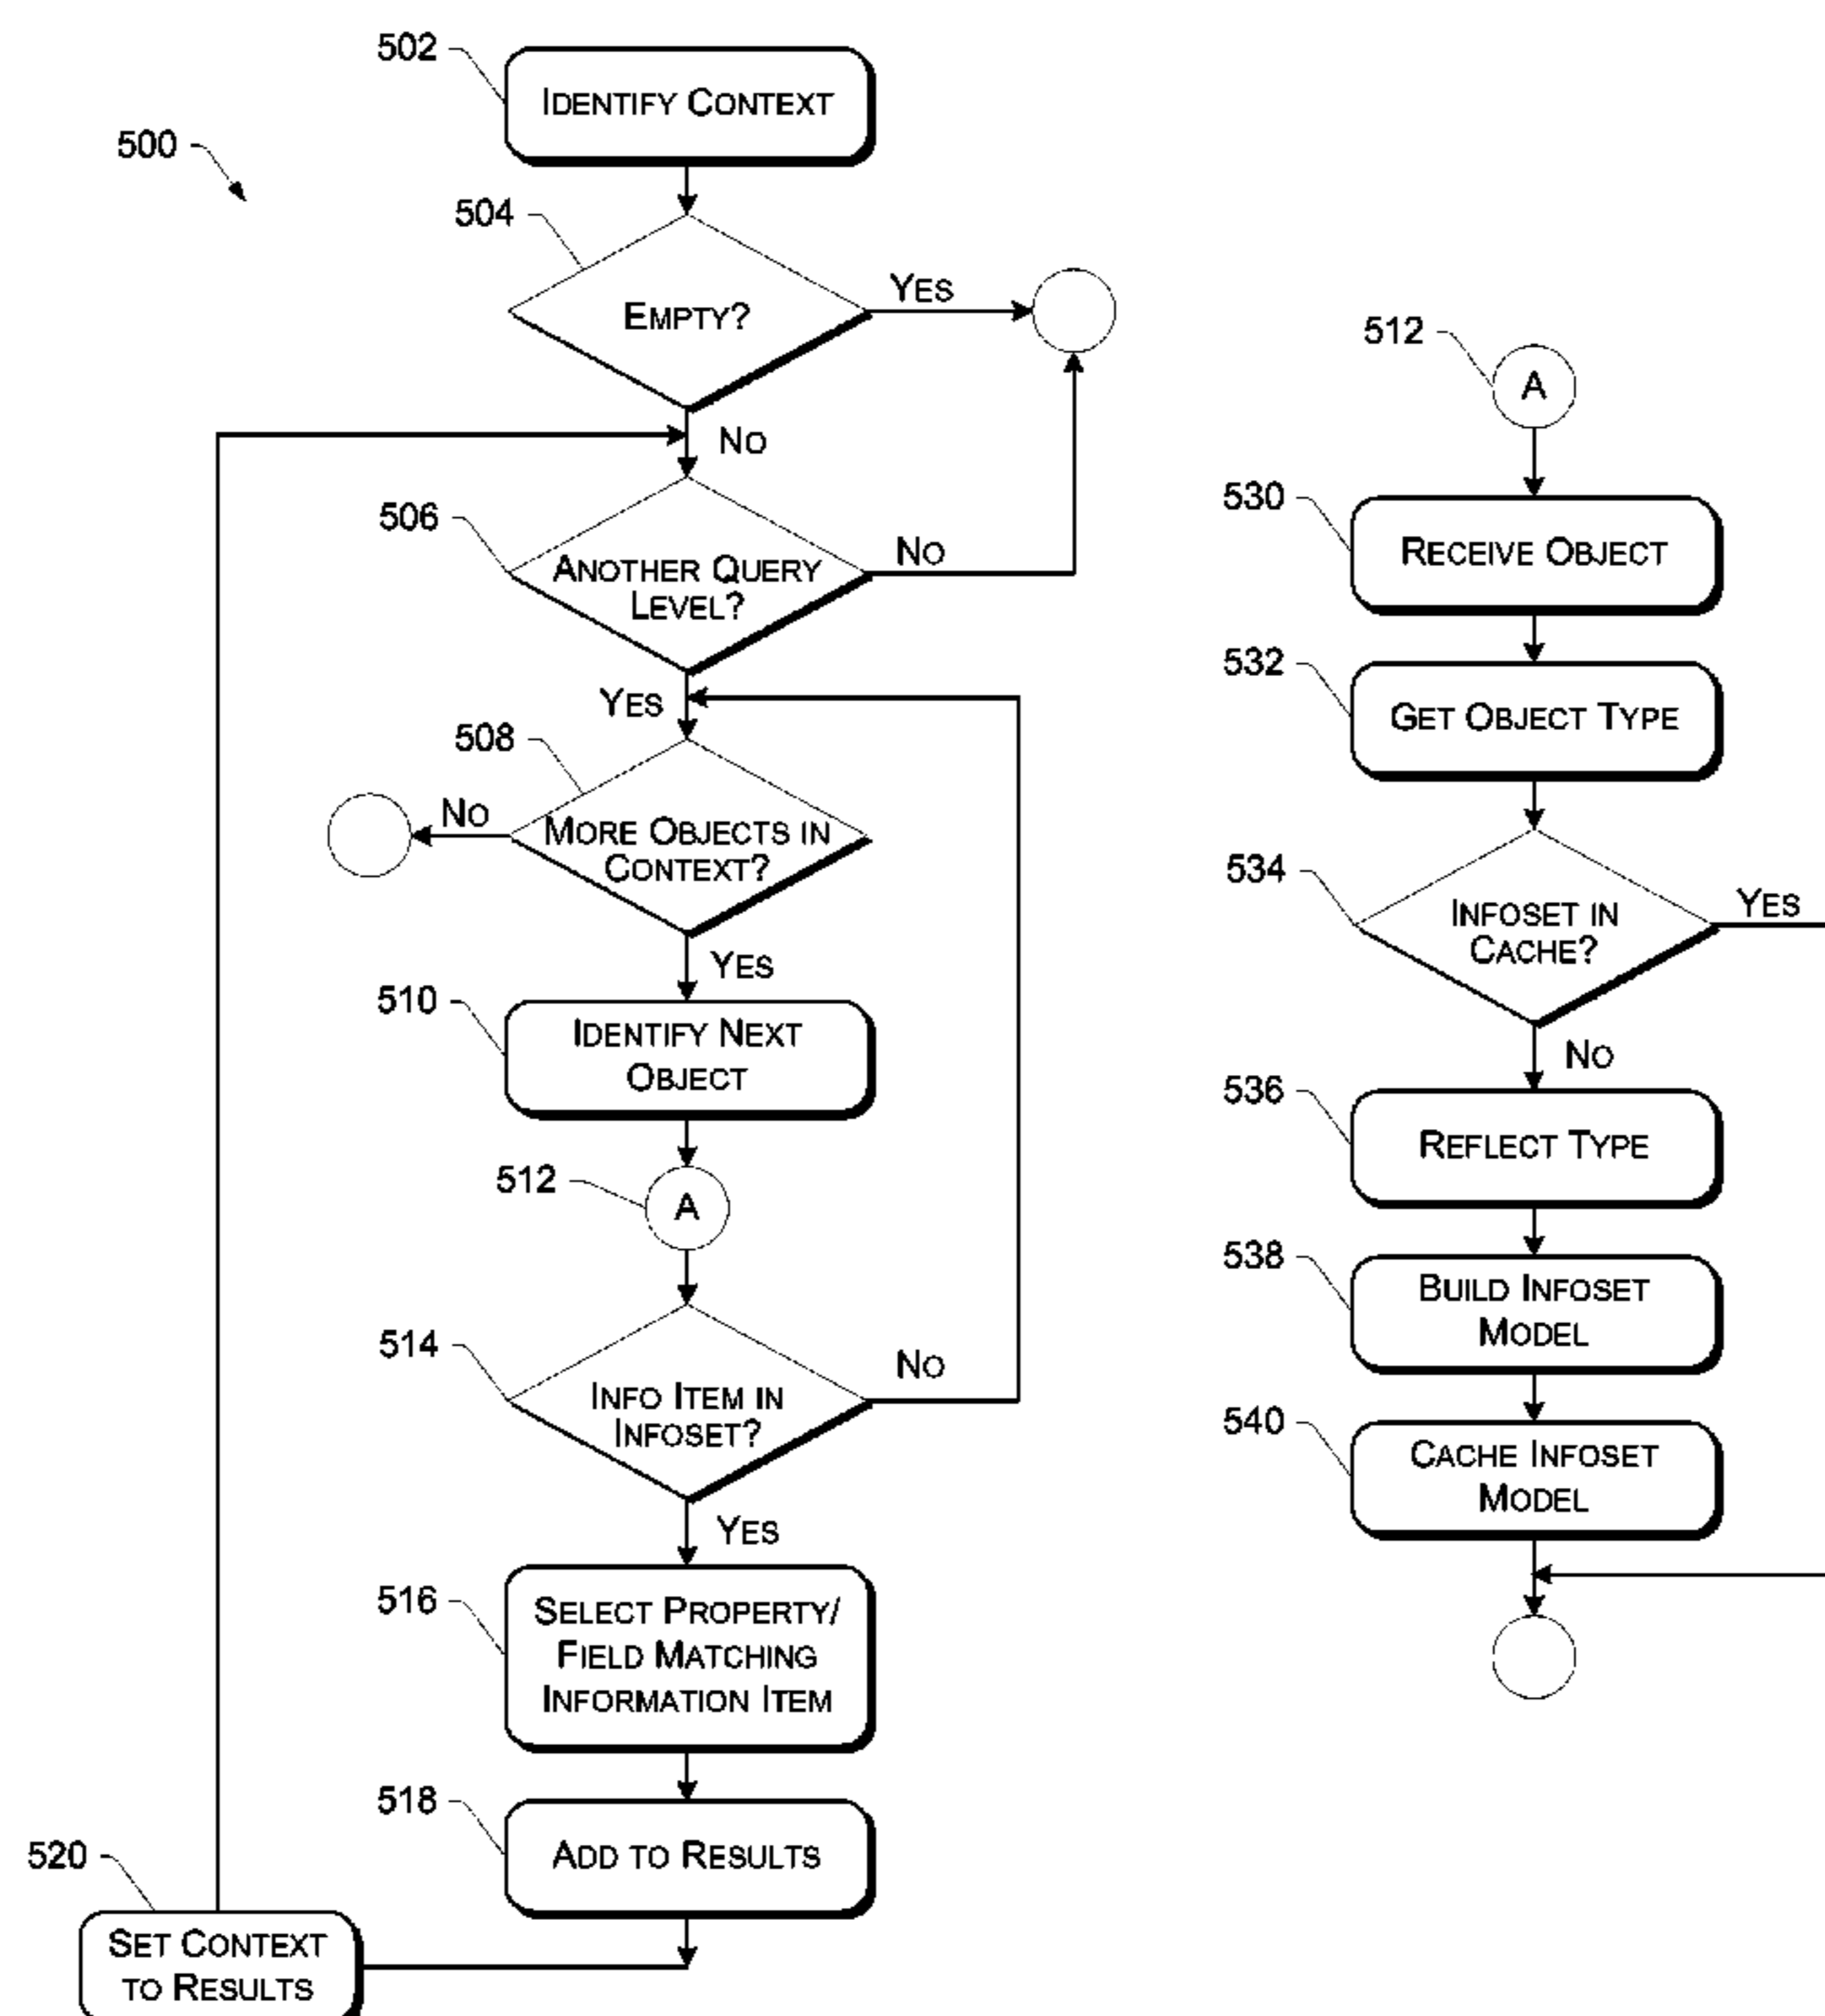 502
IDENTIFY CONTEXT
500
504
EMPTY?
YES
NO
506
ANOTHER QUERY
LEVEL?
NO
YES
508
MORE OBJECTS IN
CONTEXT?
NO
YES
510
IDENTIFY NEXT
OBJECT
512
A
514
INFO ITEM IN
INFOSET?
NO
YES
516
SELECT PROPERTY/
FIELD MATCHING
INFORMATION ITEM
518
ADD TO RESULTS
520
SET CONTEXT
TO RESULTS
512
A
530
RECEIVE OBJECT
532
GET OBJECT TYPE
534
INFOSET IN
CACHE?
YES
NO
536
REFLECT TYPE
538
BUILD INFOSET
MODEL
540
CACHE INFOSET
MODEL